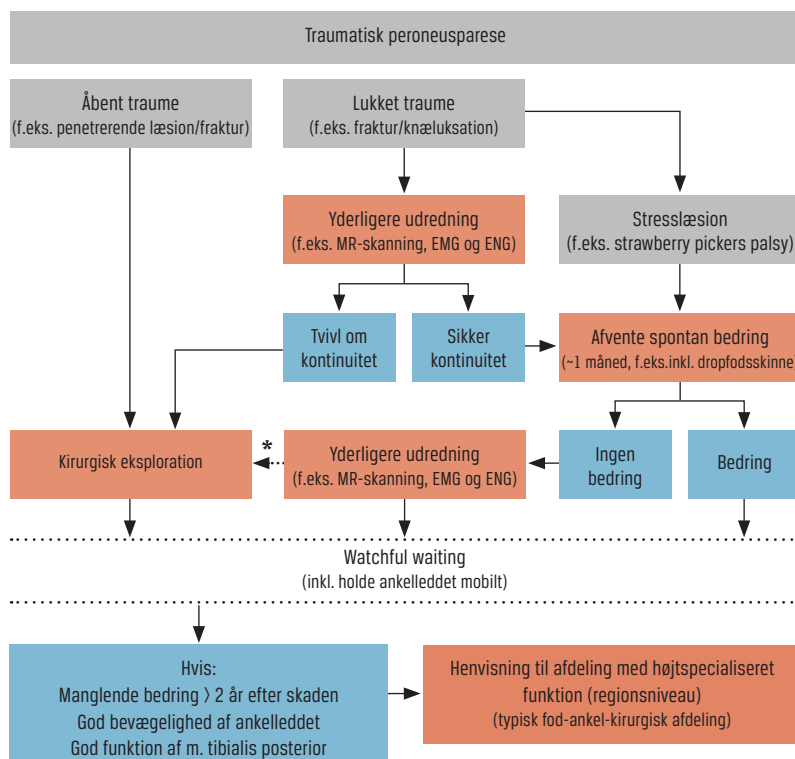 Traumatisk peroneusparese
Åbent traume
(f.eks. penetrerende læsion/fraktur)
Lukket traume
(f.eks. fraktur/knæluksation)
Yderligere udredning
(f.eks. MR-skanning, EMG og ENG)
Stresslæsion
(f.eks. strawberry pickers palsy)
Tvivl om
kontinuitet
Sikker
kontinuitet
Afvente spontan bedring
(~1 måned, f.eks.inkl. dropfodsskinne
Kirurgisk eksploration
*
Yderligere udredning
(f.eks. MR-skanning, EMG og ENG)
Ingen
bedring
Bedring
Watchful waiting
(inkl. holde ankelleddet mobilt)
Hvis:
Manglende bedring > 2 år efter skaden
God bevægelighed af ankelleddet
God funktion af m. tibialis posterior
Henvisning til afdeling med højtspecialiseret
funktion (regionsniveau)
(typisk fod-ankel-kirurgisk afdeling)